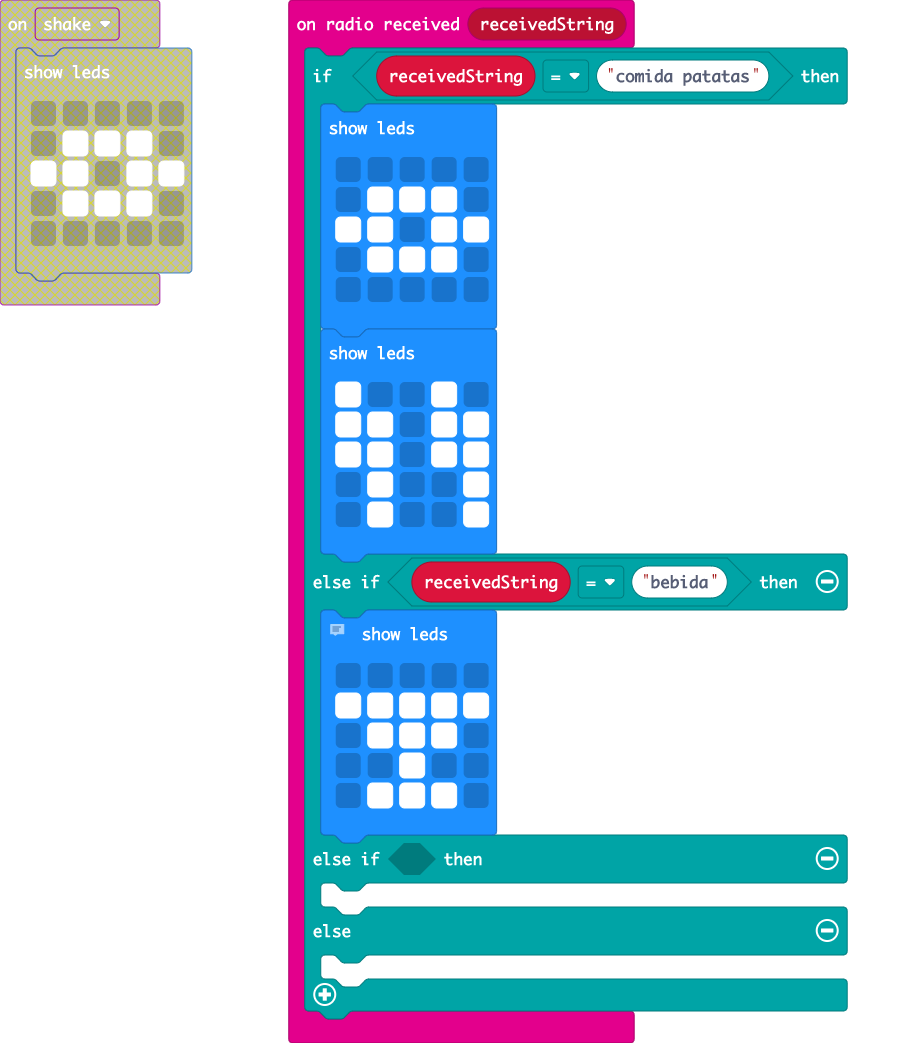 on shake
show leds
on radio received receivedString
if receivedString = "comida patatas" then
show leds
show leds
else if receivedString = "bebida" then
show leds
else if then
else